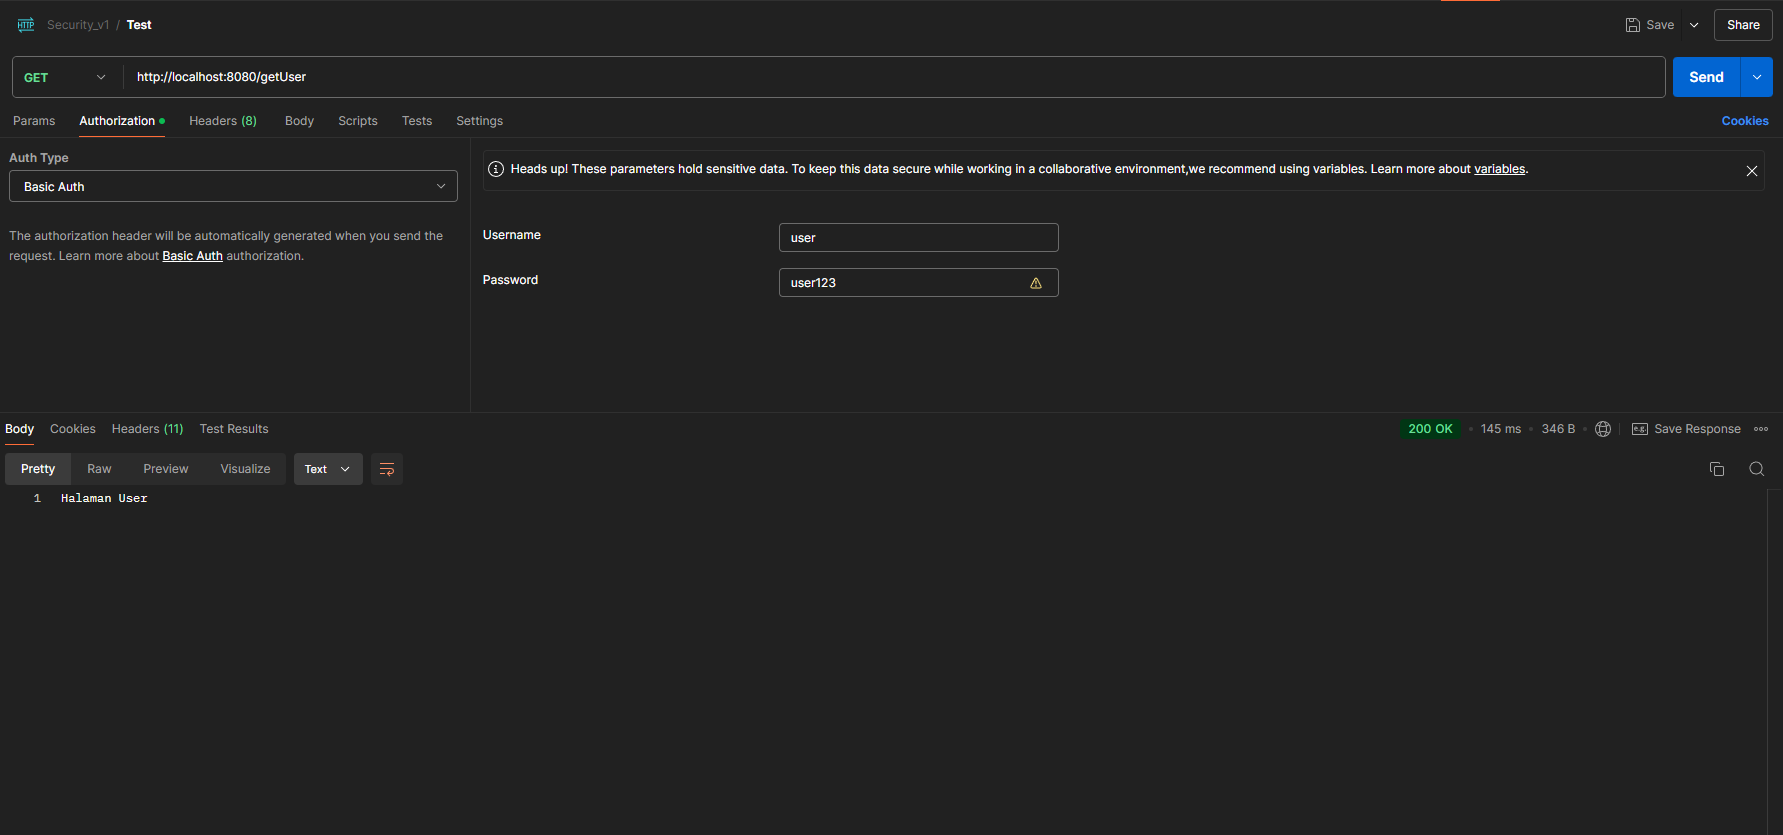 HTTP Security_v1 / Test Save Share
GET http://localhost:8080/getUser Send
Params Authorization Headers (8) Body Scripts Tests Settings Cookies
Auth Type
Basic Auth
The authorization header will be automatically generated when you send the
request. Learn more about Basic Auth authorization.
Heads up! These parameters hold sensitive data. To keep this data secure while working in a collaborative environment,we recommend using variables. Learn more about variables.
Username user
Password user123
Body Cookies Headers (11) Test Results 200 OK • 145 ms • 346 B • e.g. Save Response
Pretty Raw Preview Visualize Text
1 Halaman User